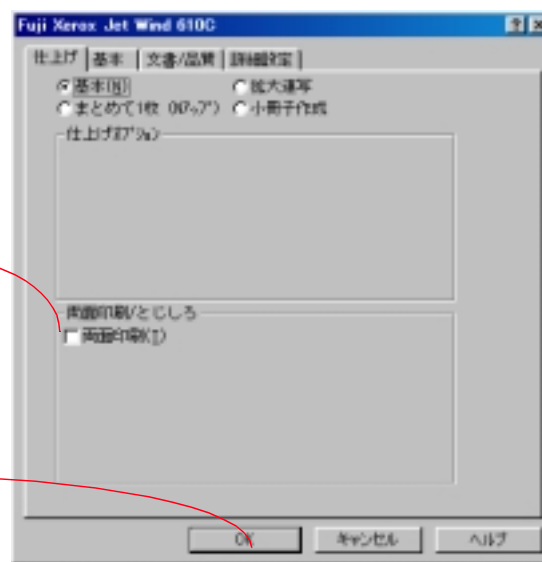 Fuji Xerox Jet Wind 610C
仕上げ 基本 文書/品質 詳細設定
基本(N) 拡大連写
まとめて1枚 (Nアップ) 小冊子作成
仕上げオプション
両面印刷/とじしろ
両面印刷(I)
OK キャンセル ヘルプ